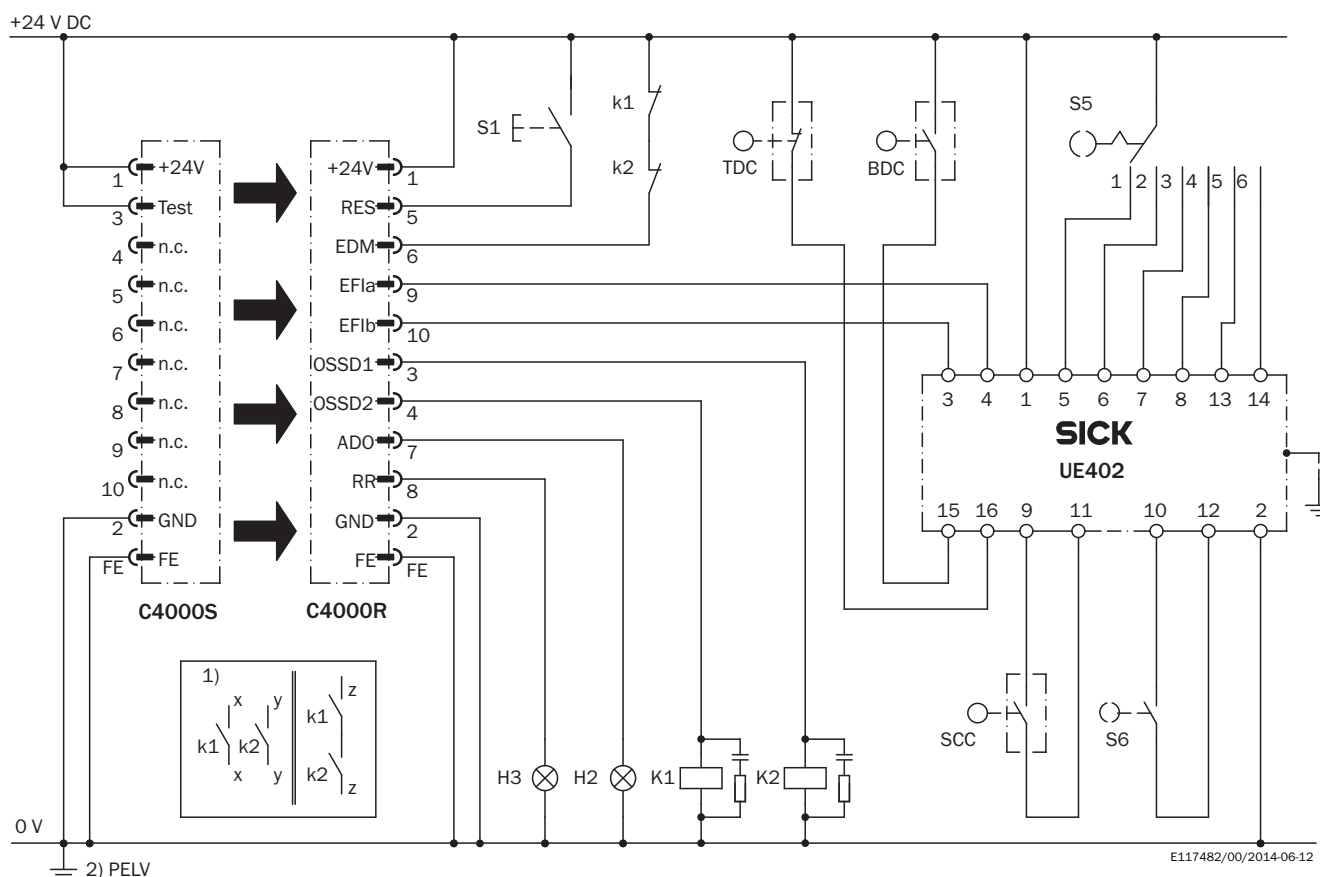 +24 V DC
S1
k1
k2
TDC
BDC
S5
1 2 3 4 5 6
1 +24V
3 Test
4 n.c.
5 n.c.
6 n.c.
7 n.c.
8 n.c.
9 n.c.
10 n.c.
2 GND
FE FE
C4000S
+24V 1
RES 5
EDM 6
EFIa 9
EFIb 10
OSSD1 3
OSSD2 4
ADO 7
RR 8
GND 2
FE FE
C4000R
3 4 1 5 6 7 8 13 14
SICK
UE402
15 16 9 11 10 12 2
SCC
S6
1)
x y z
k1 k2 k1
x y k2 z
H3 H2 K1 K2
0 V
2) PELV
E117482/00/2014-06-12